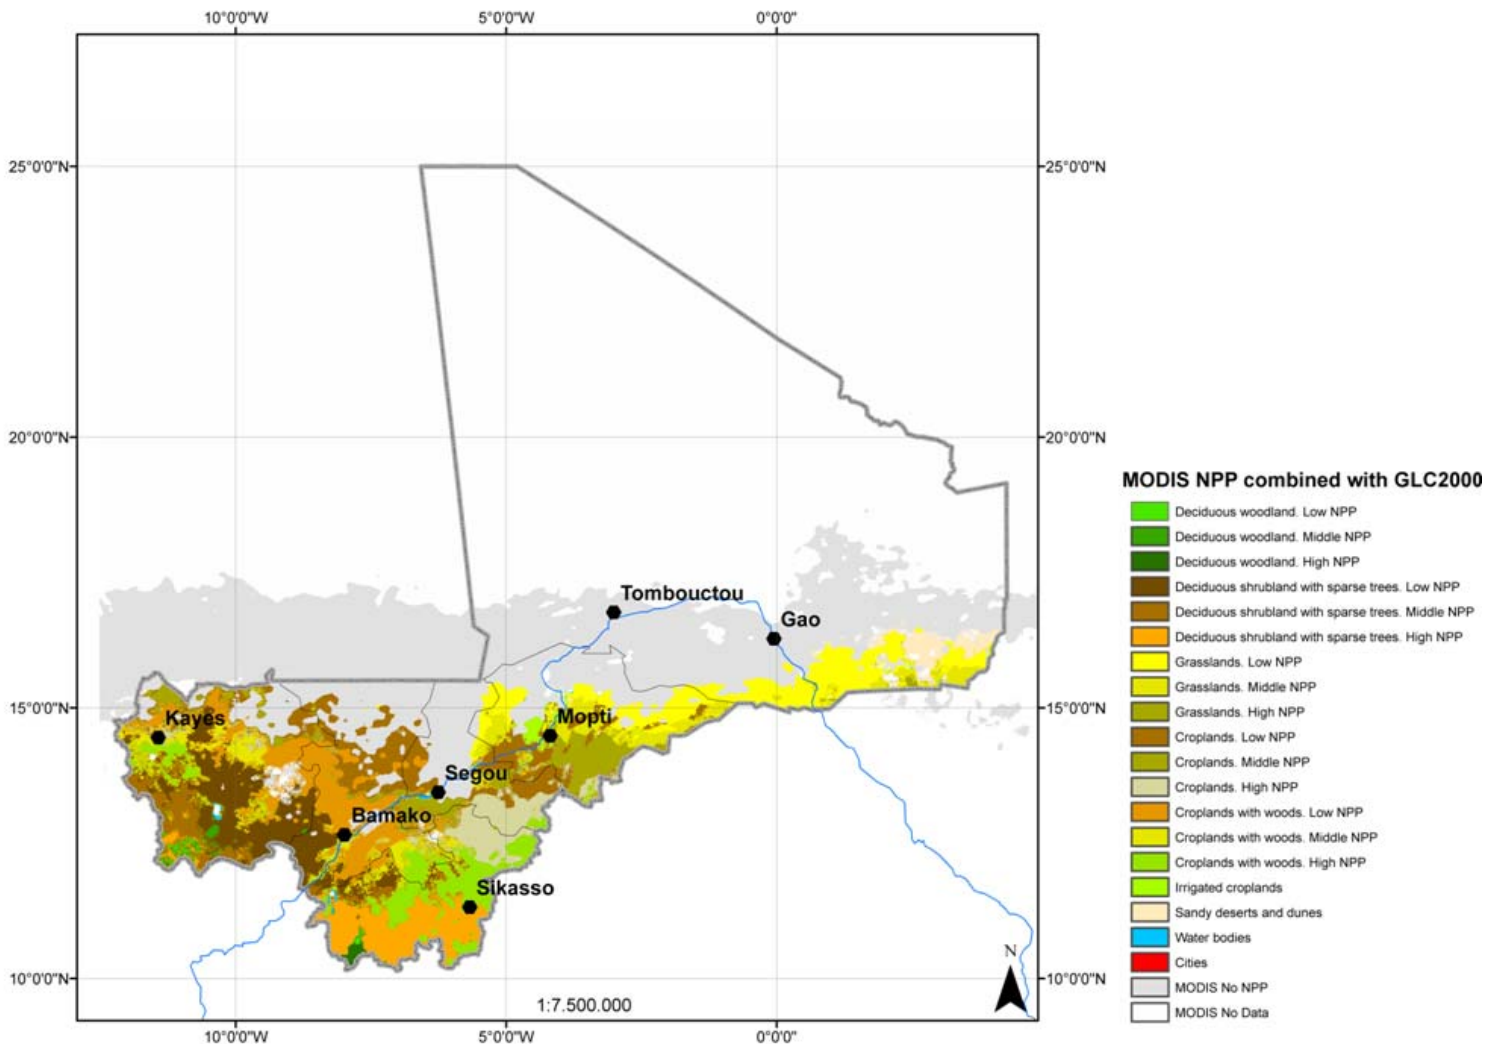 10°0'0"W 5°0'0"W 0°0'0"
25°0'0"N 25°0'0"N
20°0'0"N 20°0'0"N
15°0'0"N 15°0'0"N
10°0'0"N 10°0'0"N
Tombouctou
Gao
Kayes
Mopti
Segou
Bamako
Sikasso
N
1:7.500.000
10°0'0"W 5°0'0"W 0°0'0"
MODIS NPP combined with GLC2000
Deciduous woodland. Low NPP
Deciduous woodland. Middle NPP
Deciduous woodland. High NPP
Deciduous shrubland with sparse trees. Low NPP
Deciduous shrubland with sparse trees. Middle NPP
Deciduous shrubland with sparse trees. High NPP
Grasslands. Low NPP
Grasslands. Middle NPP
Grasslands. High NPP
Croplands. Low NPP
Croplands. Middle NPP
Croplands. High NPP
Croplands with woods. Low NPP
Croplands with woods. Middle NPP
Croplands with woods. High NPP
Irrigated croplands
Sandy deserts and dunes
Water bodies
Cities
MODIS No NPP
MODIS No Data